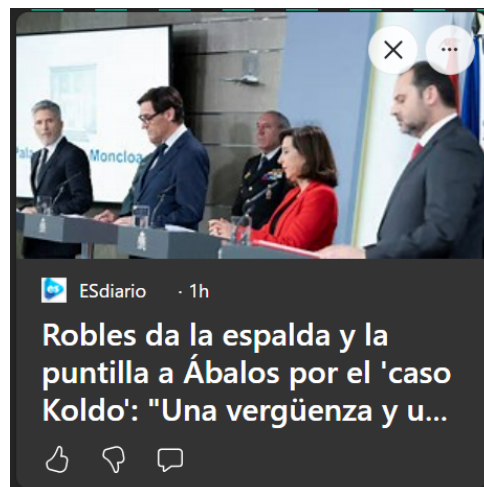 Moncloa
ESdiario · 1h
Robles da la espalda y la
puntilla a Ábalos por el 'caso
Koldo': "Una vergüenza y u...